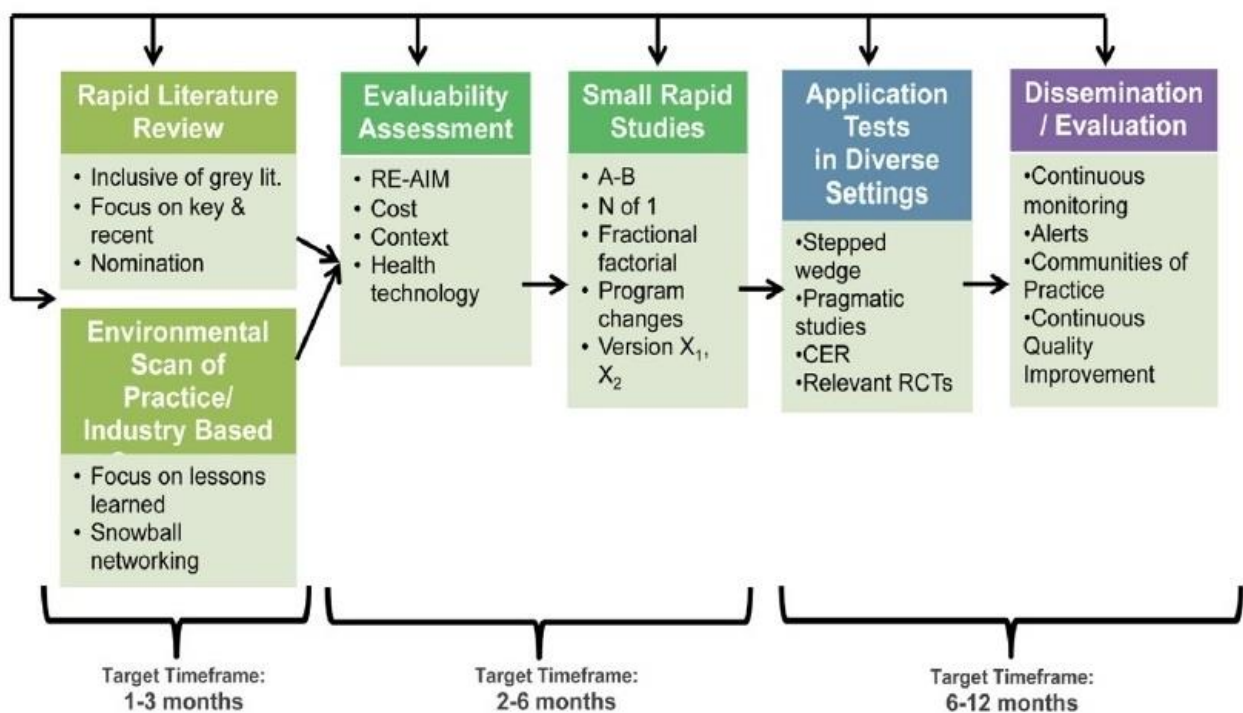 Rapid Literature
Review
• Inclusive of grey lit.
• Focus on key &
recent
• Nomination
Environmental
Scan of
Practice/
Industry Based
• Focus on lessons
learned
• Snowball
networking
Evaluability
Assessment
• RE-AIM
• Cost
• Context
• Health
technology
Small Rapid
Studies
• A-B
• N of 1
• Fractional
factorial
• Program
changes
• Version X₁,
X₂
Application
Tests
in Diverse
Settings
•Stepped
wedge
•Pragmatic
studies
•CER
•Relevant RCTs
Dissemination
/ Evaluation
•Continuous
monitoring
•Alerts
•Communities of
Practice
•Continuous
Quality
Improvement
Target Timeframe:
1-3 months
Target Timeframe:
2-6 months
Target Timeframe:
6-12 months